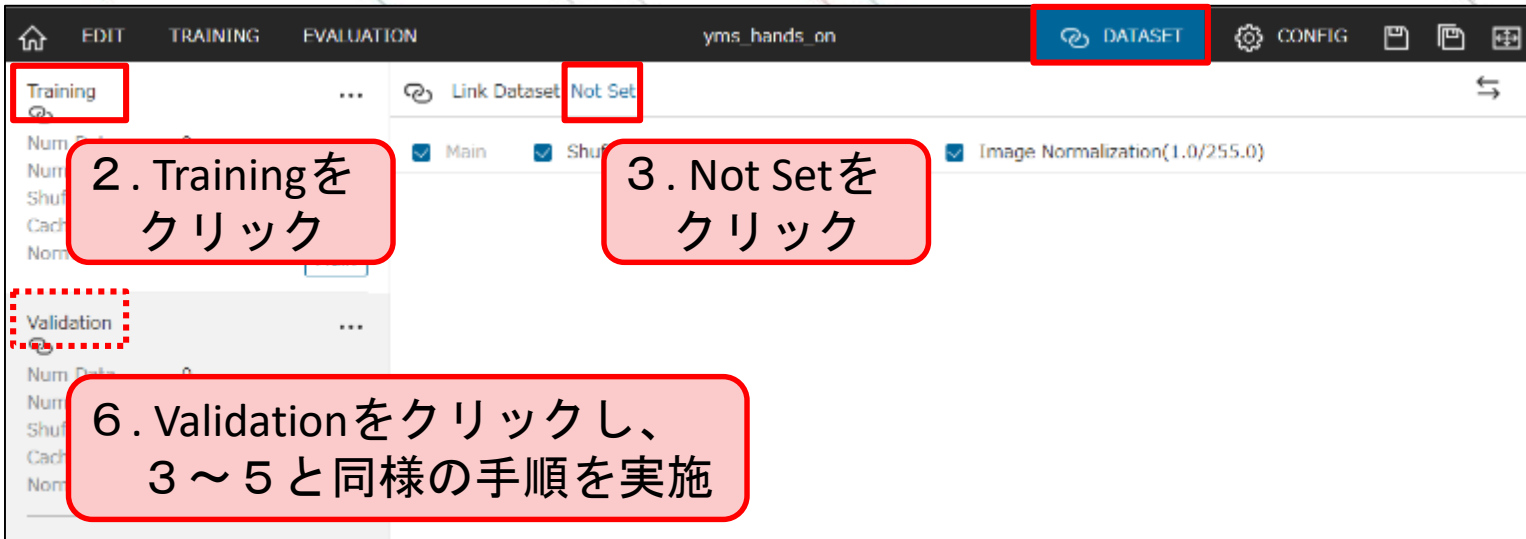 EDIT TRAINING EVALUATION yms_hands_on DATASET CONFIG
Training ...
Link Dataset Not Set
Main Image Normalization(1.0/255.0)
２. Trainingを
クリック
３. Not Setを
クリック
Validation ...
６. Validationをクリックし、
３～５と同様の手順を実施